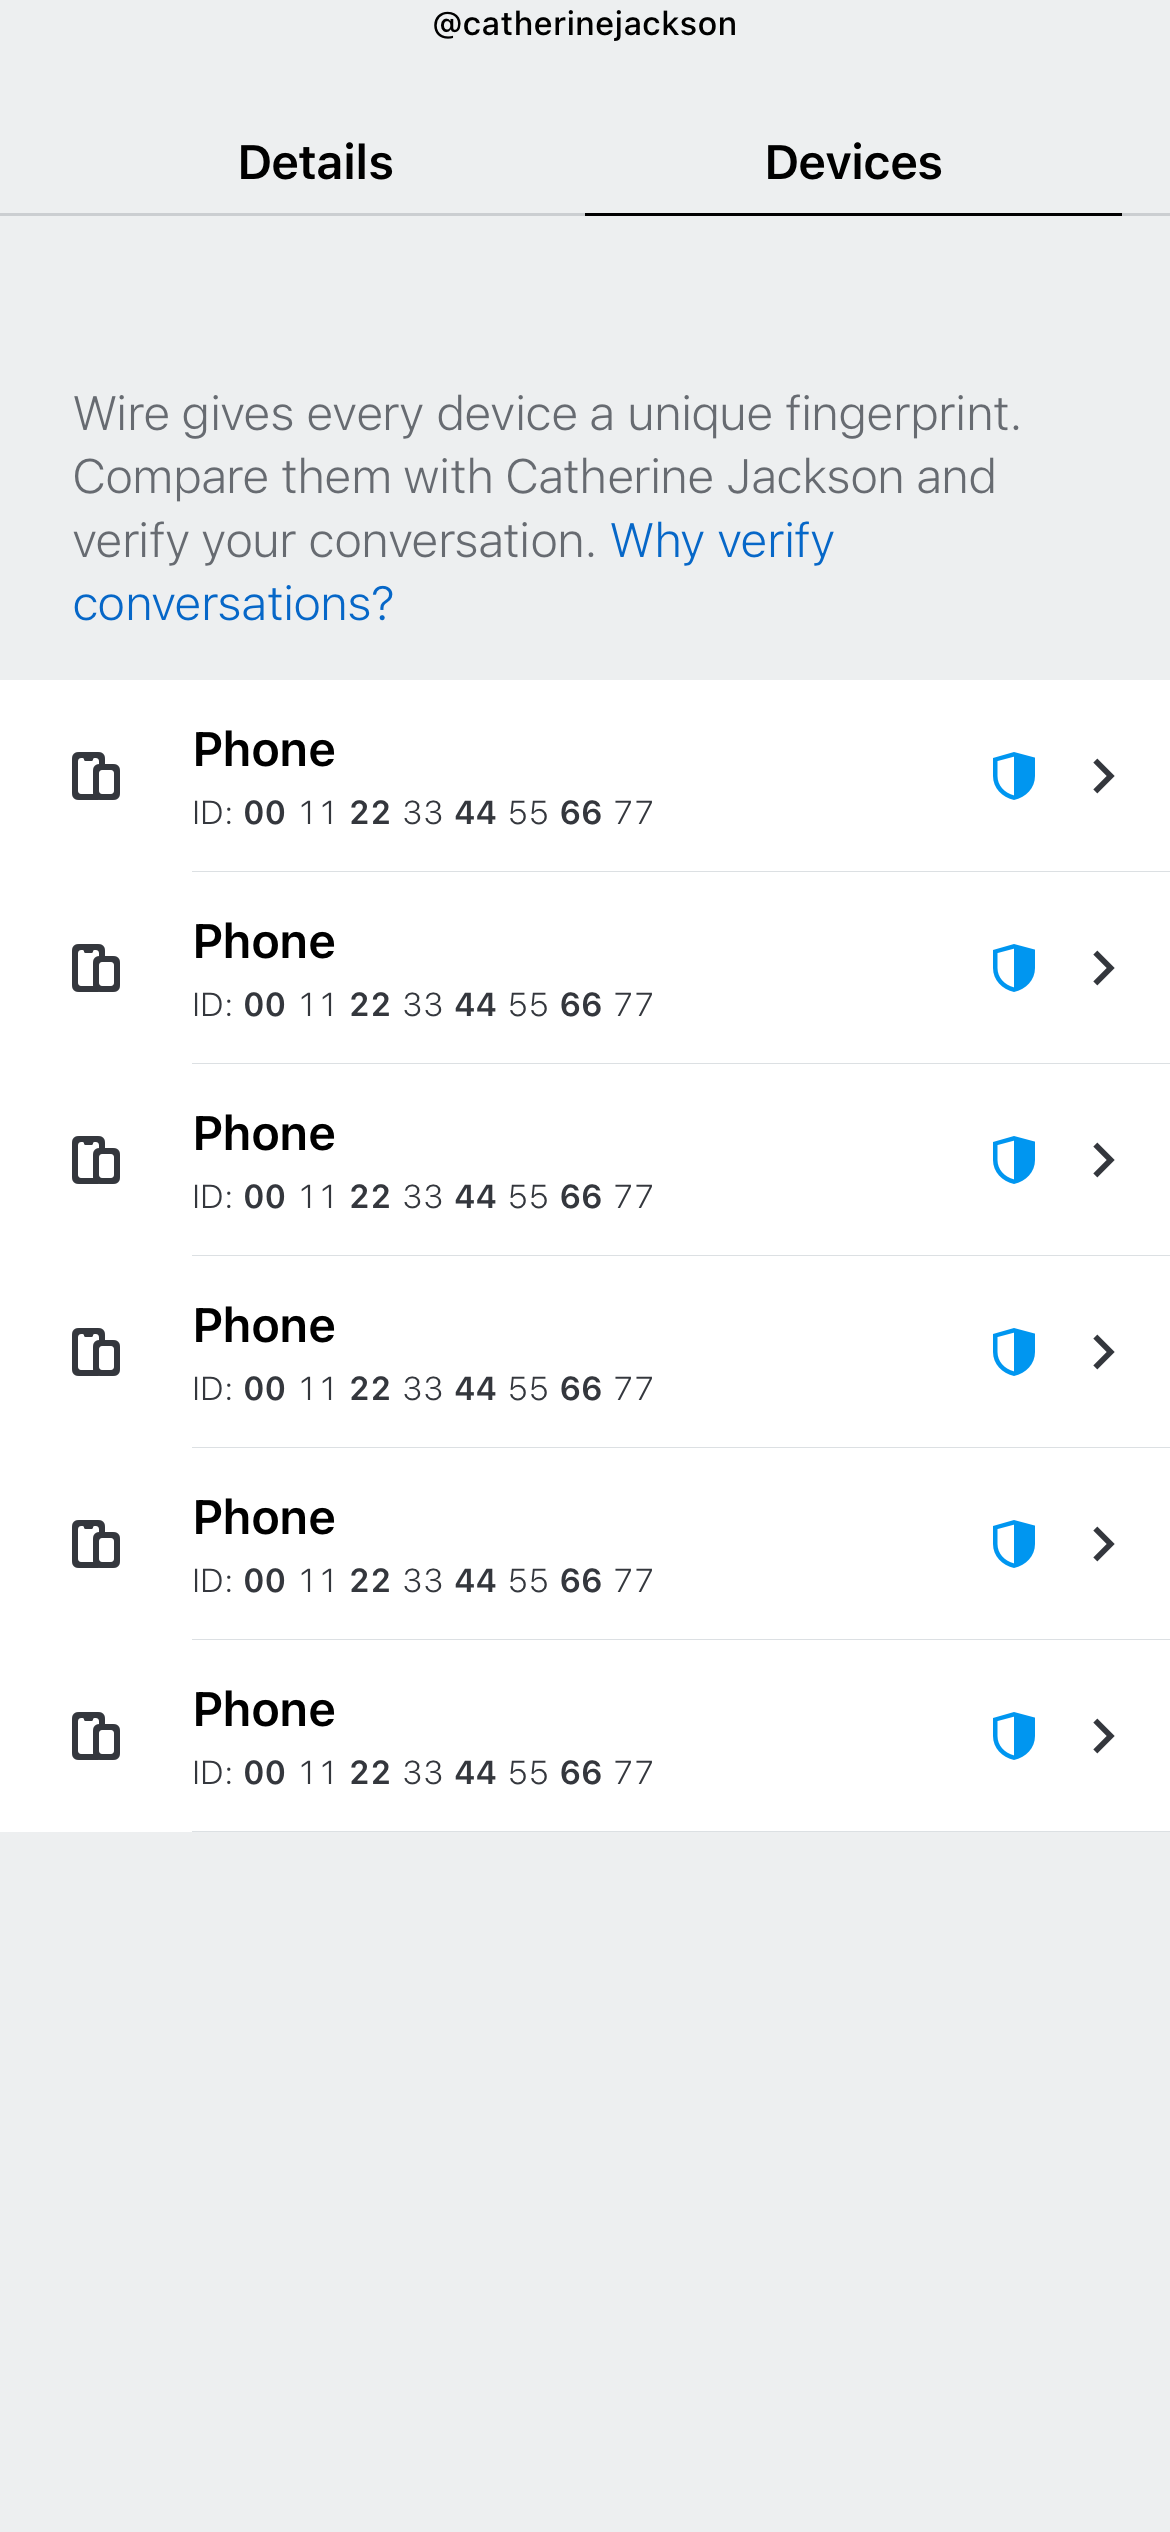 @catherinejackson
Details
Devices
Wire gives every device a unique fingerprint.
Compare them with Catherine Jackson and
verify your conversation. Why verify
conversations?
Phone
ID: 00 11 22 33 44 55 66 77
Phone
ID: 00 11 22 33 44 55 66 77
Phone
ID: 00 11 22 33 44 55 66 77
Phone
ID: 00 11 22 33 44 55 66 77
Phone
ID: 00 11 22 33 44 55 66 77
Phone
ID: 00 11 22 33 44 55 66 77